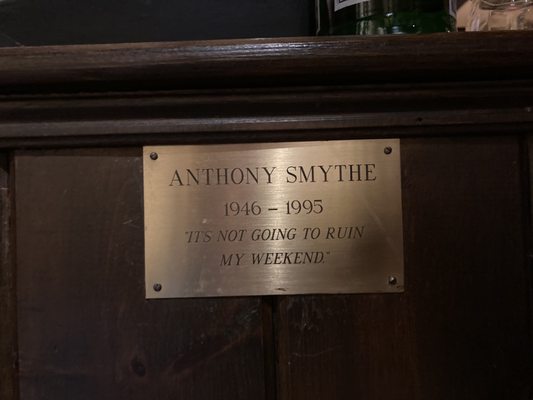 ANTHONY SMYTHE
1946 – 1995
"IT'S NOT GOING TO RUIN
MY WEEKEND."